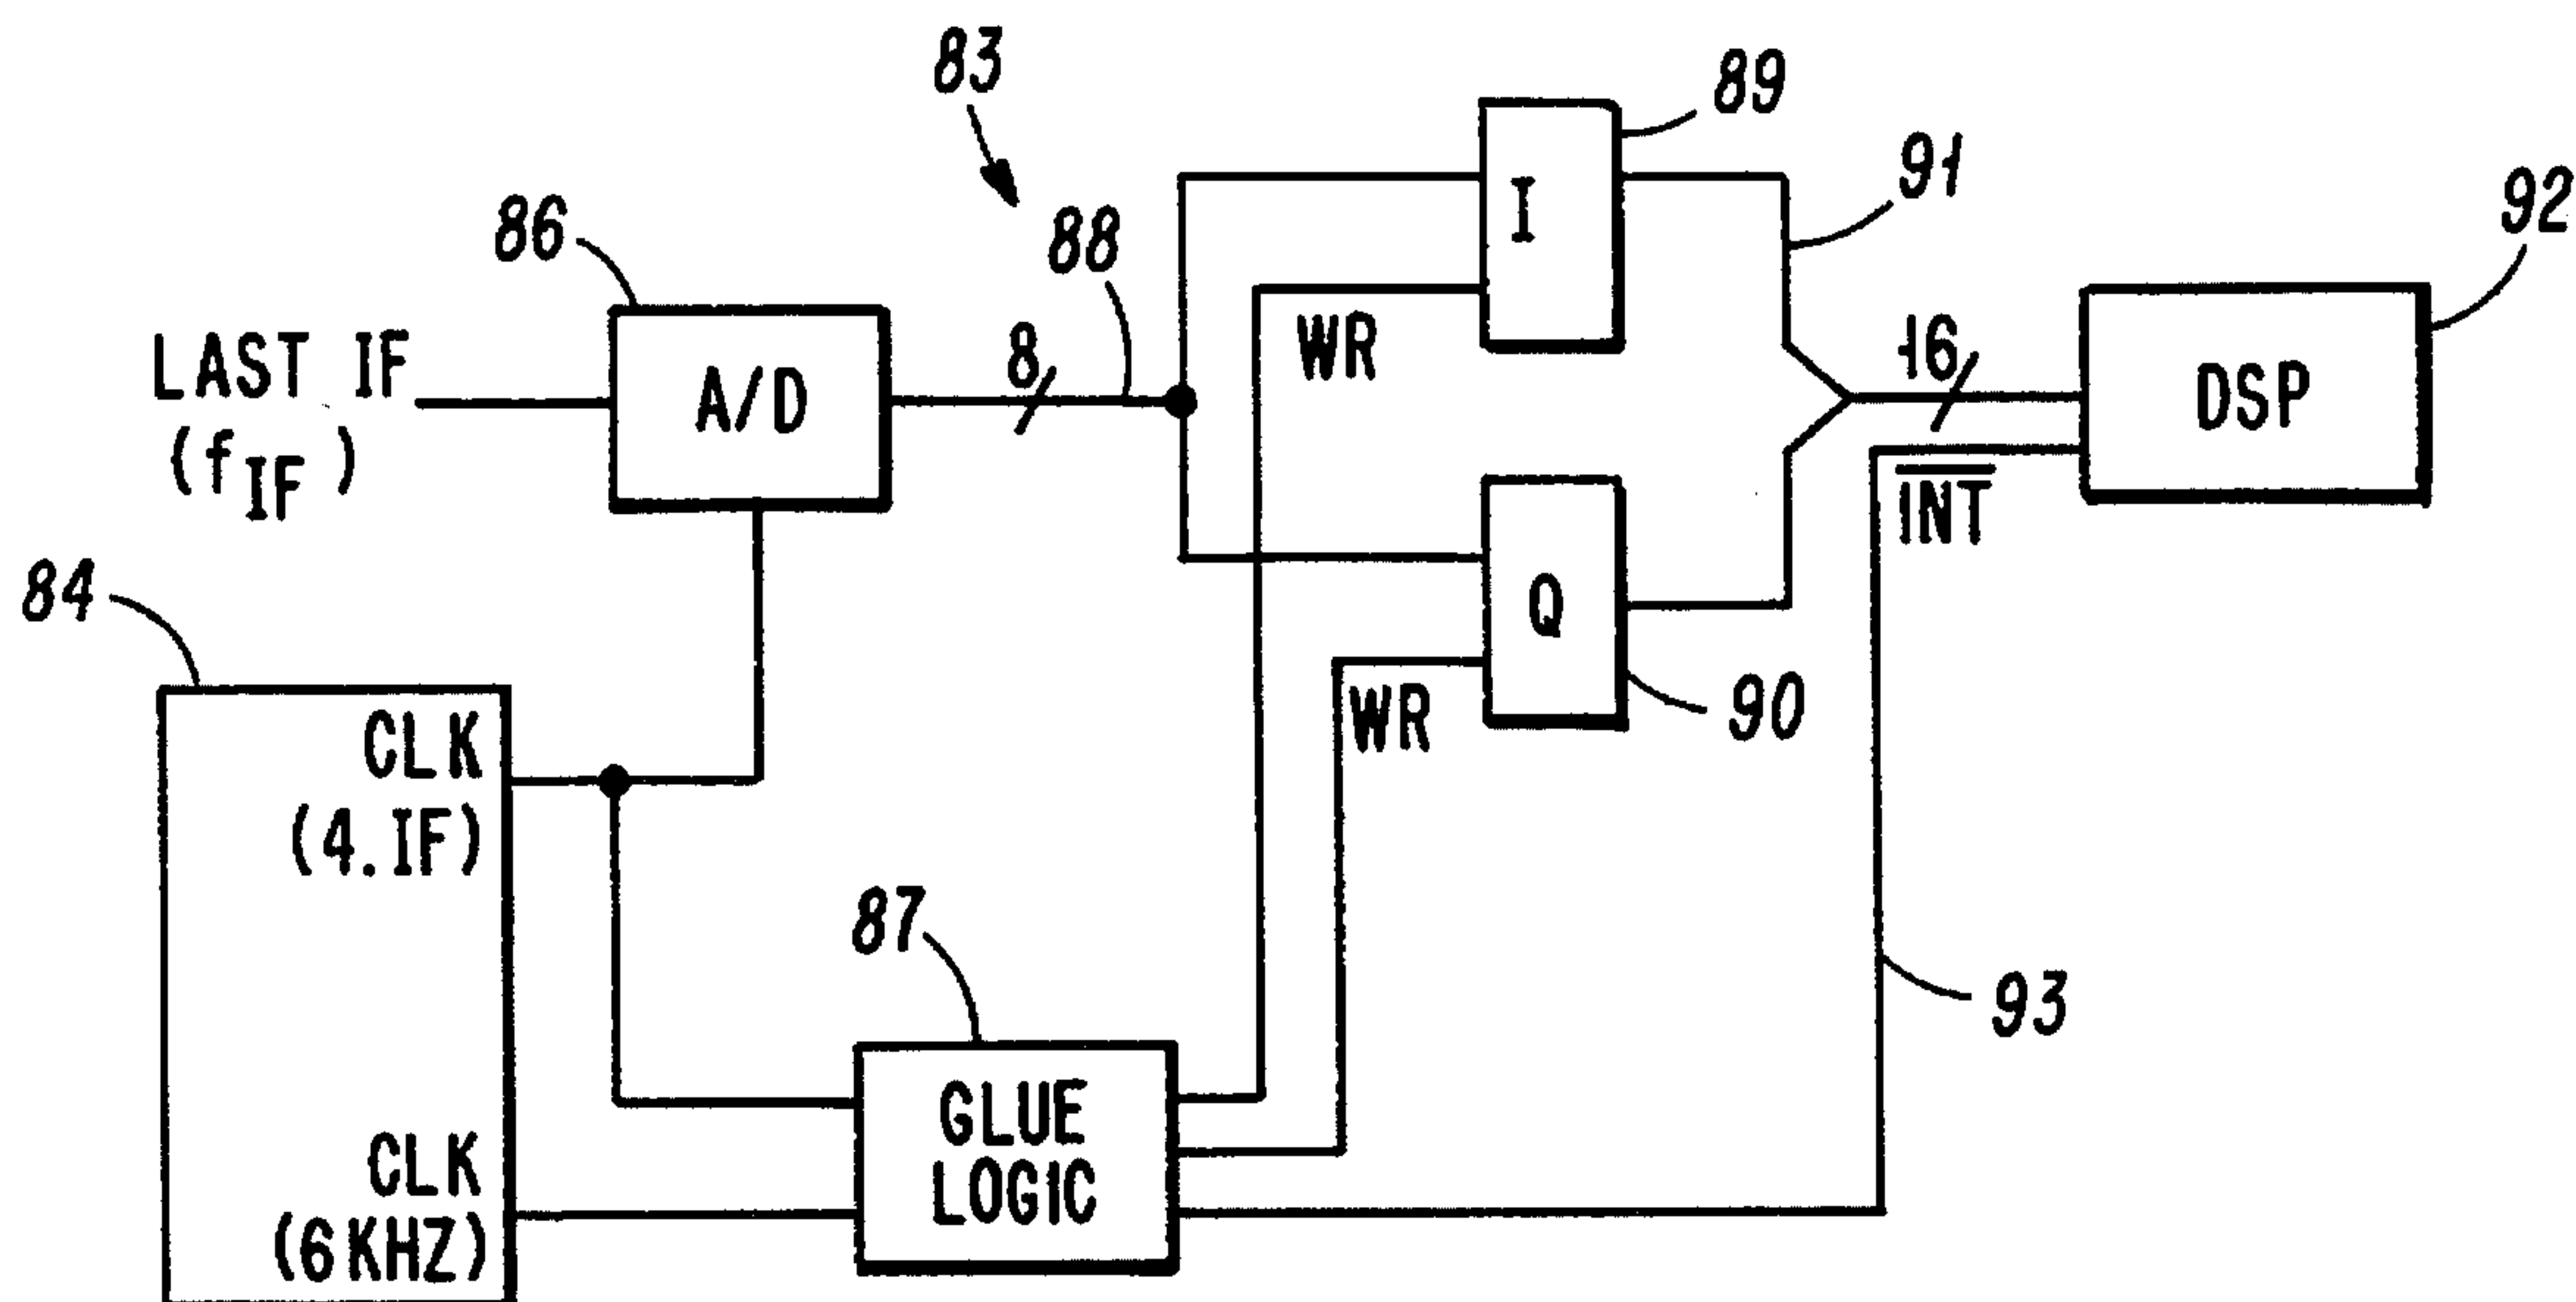 83
89
91
92
86
88
I
LAST IF
(fIF)
A/D
8
WR
16
DSP
INT
84
Q
90
WR
CLK
(4.IF)
87
93
GLUE
LOGIC
CLK
(6KHZ)